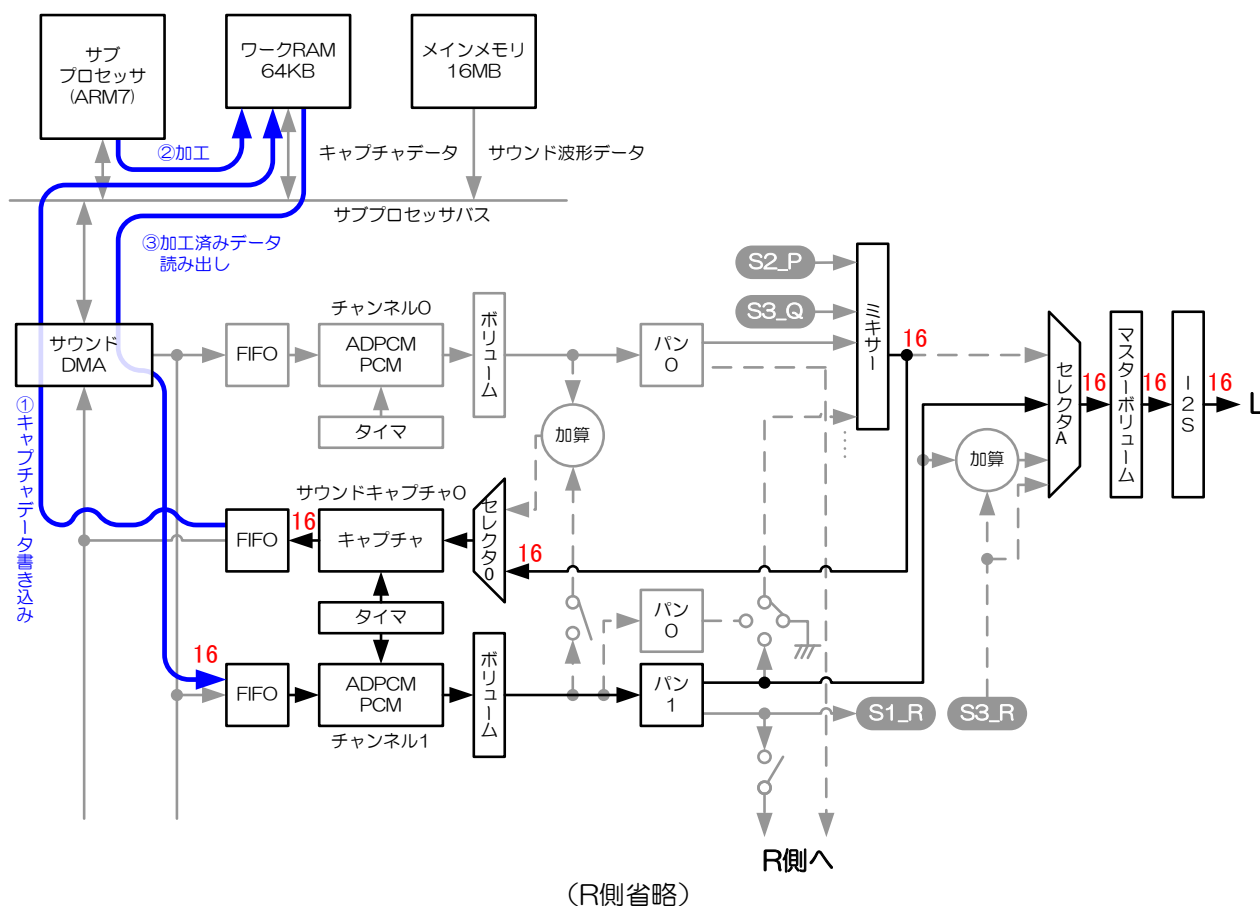 サブ
プロセッサ
(ARM7)
ワークRAM
64KB
メインメモリ
16MB
②加工
キャプチャデータ
サウンド波形データ
サブプロセッサバス
③加工済みデータ
読み出し
S2_P
S3_Q
ミキサー
16
チャンネル0
サウンド
DMA
FIFO
ADPCM
PCM
ボリューム
パン
0
タイマ
加算
セレクタA
16
マスターボリューム
16
I2S
16
L
加算
①キャプチャデータ書き込み
サウンドキャプチャ0
FIFO
16
キャプチャ
セレクタ0
16
タイマ
パン
0
16
FIFO
ADPCM
PCM
ボリューム
パン
1
チャンネル1
S1_R
S3_R
R側へ
(R側省略)